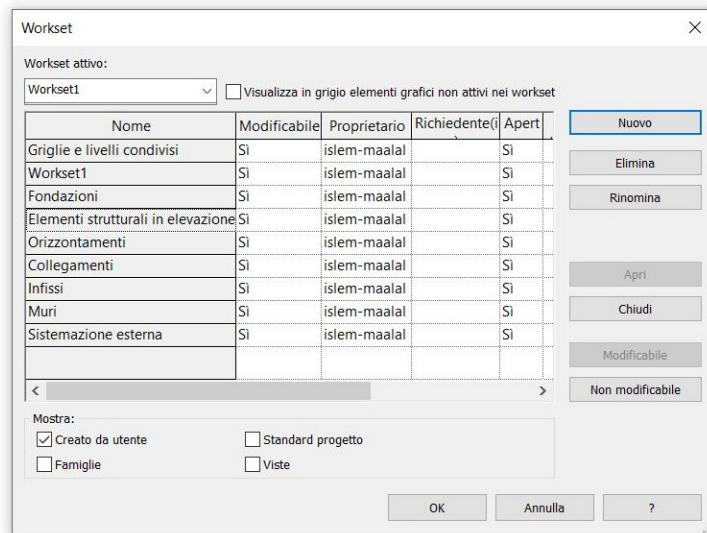 Workset
Workset attivo:
Workset1
Visualizza in grigio elementi grafici non attivi nei workset
Nome Modificabile Proprietario Richiedente(i Apert
Griglie e livelli condivisi Sì islem-maalal Sì
Workset1 Sì islem-maalal Sì
Fondazioni Sì islem-maalal Sì
Elementi strutturali in elevazione Sì islem-maalal Sì
Orizzontamenti Sì islem-maalal Sì
Collegamenti Sì islem-maalal Sì
Infissi Sì islem-maalal Sì
Muri Sì islem-maalal Sì
Sistemazione esterna Sì islem-maalal Sì
Nuovo
Elimina
Rinomina
Apri
Chiudi
Modificabile
Non modificabile
Mostra:
Creato da utente Standard progetto
Famiglie Viste
OK Annulla ?